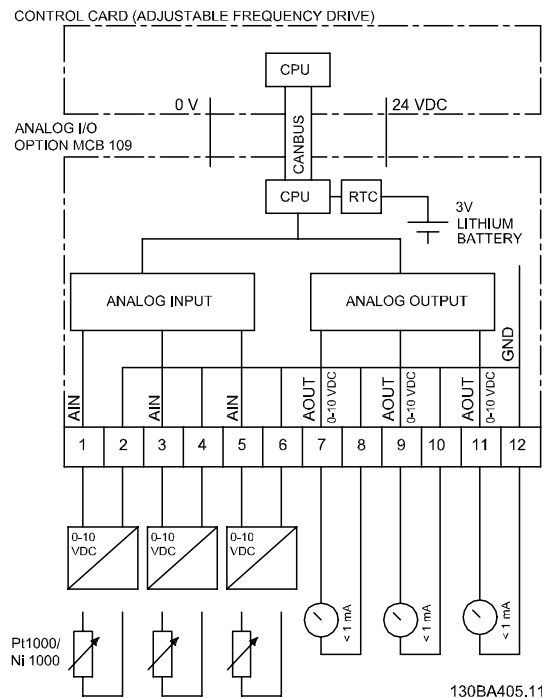 CONTROL CARD (ADJUSTABLE FREQUENCY DRIVE)
CPU
0 V
24 VDC
ANALOG I/O
OPTION MCB 109
CANBUS
CPU
RTC
3V
LITHIUM
BATTERY
ANALOG INPUT
ANALOG OUTPUT
GND
AIN
AIN
AIN
AOUT
0-10 VDC
AOUT
0-10 VDC
AOUT
0-10 VDC
1 2 3 4 5 6 7 8 9 10 11 12
0-10
VDC
0-10
VDC
0-10
VDC
< 1 mA
< 1 mA
< 1 mA
Pt1000/
Ni 1000
130BA405.11